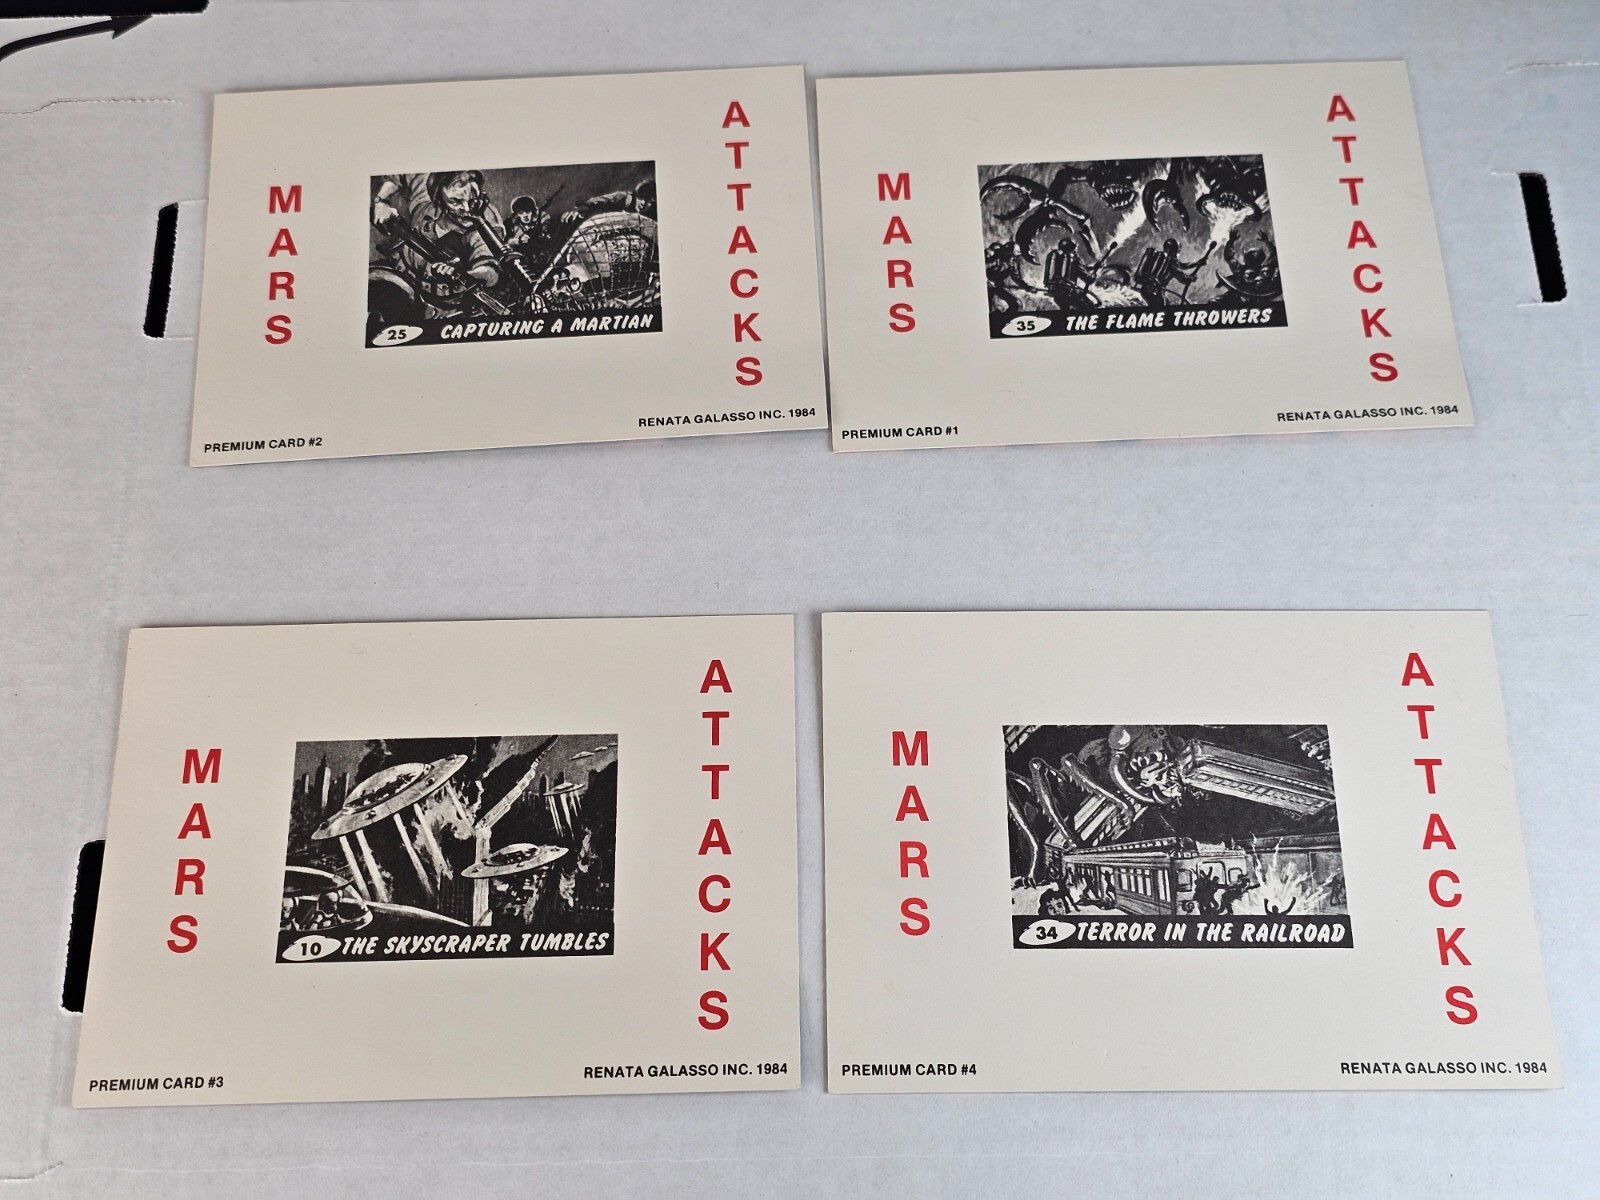 MARS
ATTACKS
25 CAPTURING A MARTIAN
PREMIUM CARD #2
RENATA GALASSO INC. 1984
MARS
ATTACKS
35 THE FLAME THROWERS
PREMIUM CARD #1
RENATA GALASSO INC. 1984
MARS
ATTACKS
10 THE SKYSCRAPER TUMBLES
PREMIUM CARD #3
RENATA GALASSO INC. 1984
MARS
ATTACKS
34 TERROR IN THE RAILROAD
PREMIUM CARD #4
RENATA GALASSO INC. 1984